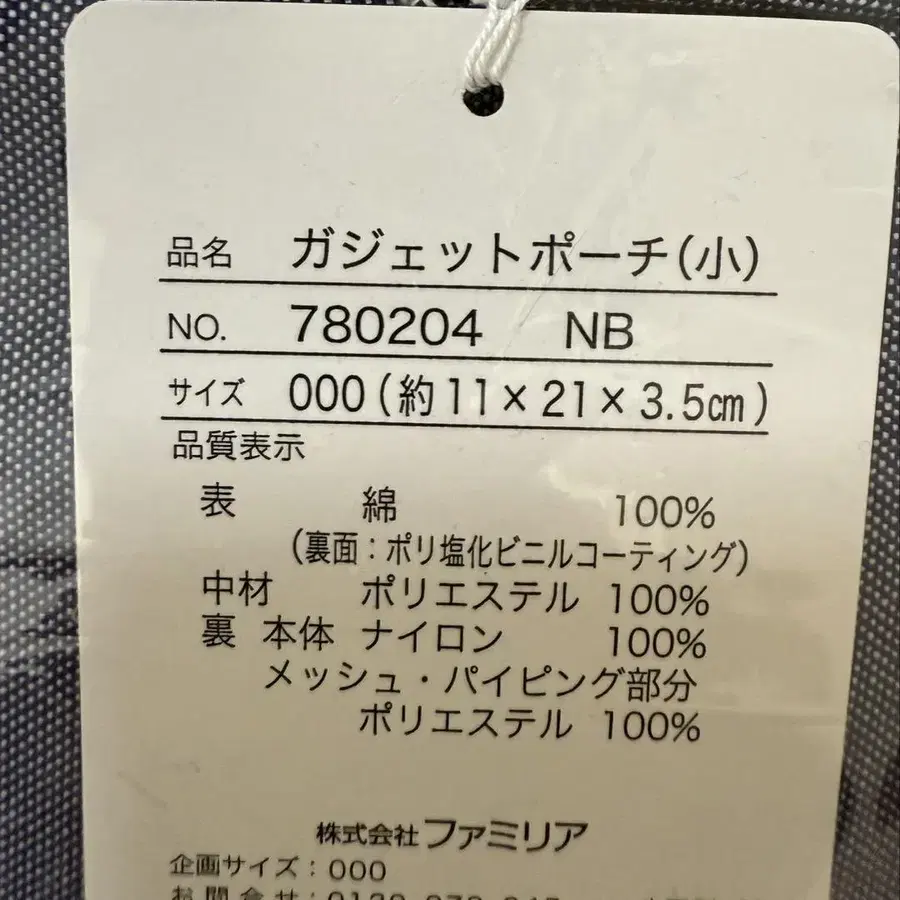 品名 ガジェットポーチ(小)
NO. 780204 NB
サイズ 000(約11×21×3.5cm)
品質表示
表 綿 100%
(裏面:ポリ塩化ビニルコーティング)
中材 ポリエステル 100%
裏 本体 ナイロン 100%
メッシュ・パイピング部分
ポリエステル 100%
株式会社ファミリア
企画サイズ:000
お問合せ: